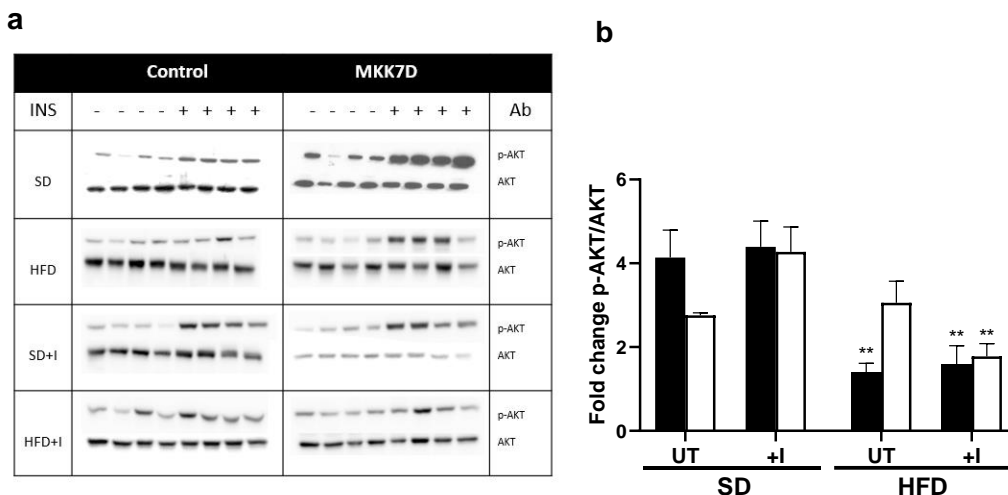 a
Control MKK7D
INS - - - - + + + + - - - - + + + + Ab
SD p-AKT
AKT
HFD p-AKT
AKT
SD+I p-AKT
AKT
HFD+I p-AKT
AKT
b
Fold change p-AKT/AKT
6
4
2
0
** ** **
UT +I UT +I
SD HFD